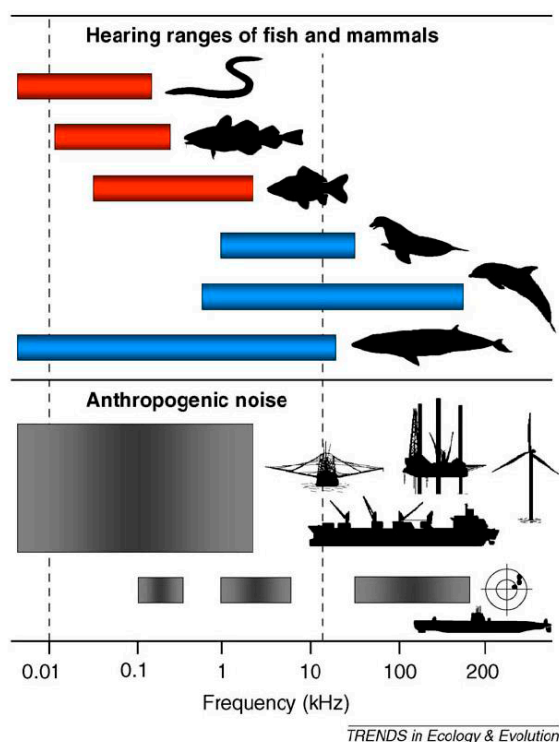 Hearing ranges of fish and mammals
Anthropogenic noise
0.01 0.1 1 10 100 200
Frequency (kHz)
TRENDS in Ecology & Evolution